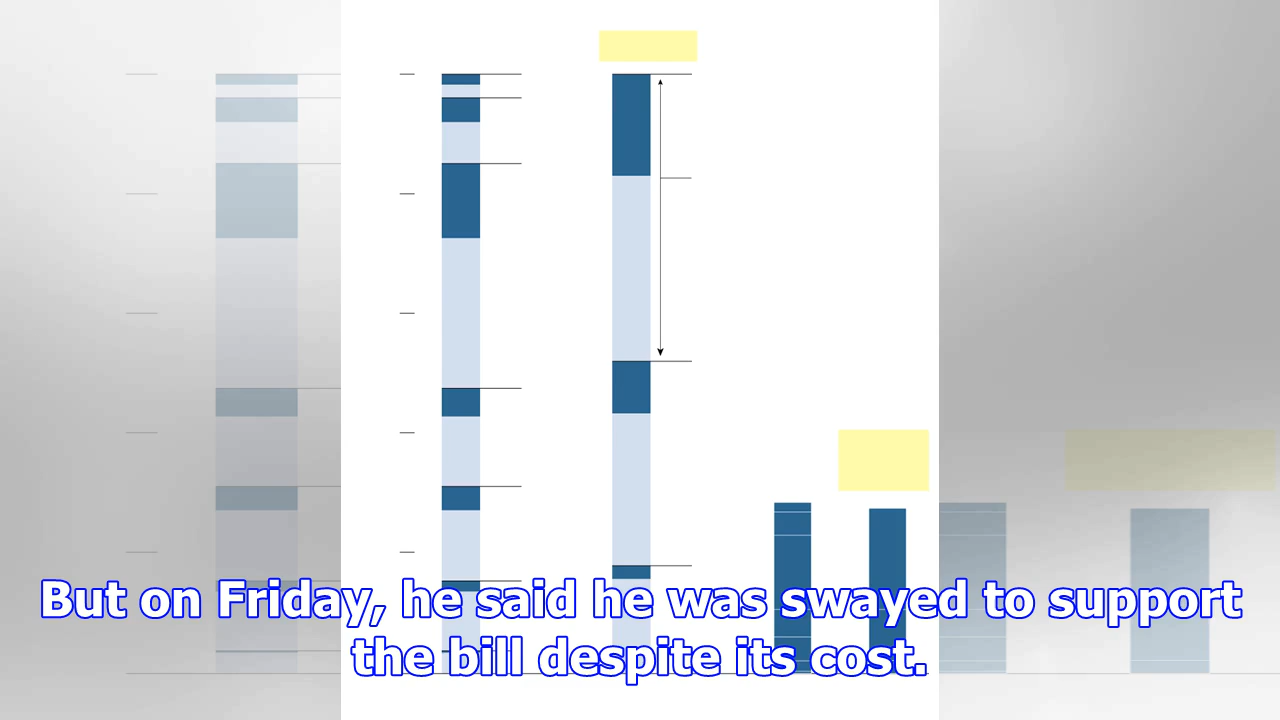 But on Friday, he said he was swayed to support
the bill despite its cost.